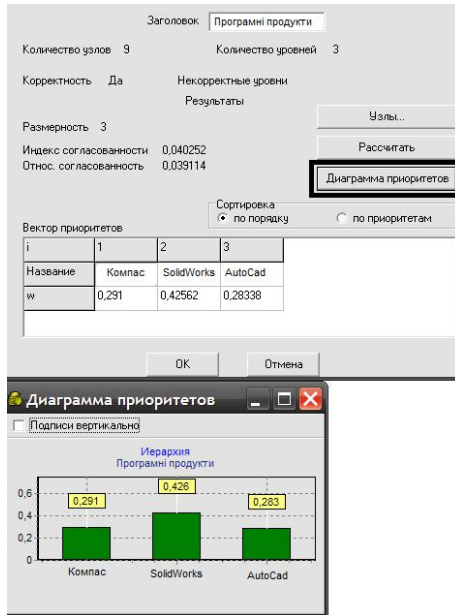 Заголовок Програмні продукти
Количество узлов 9 Количество уровней 3
Корректность Да Некорректные уровни
Результаты
Узлы...
Размерность 3
Индекс согласованности 0,040252
Рассчитать
Относ. согласованность 0,039114
Диаграмма приоритетов
Сортировка
по порядку по приоритетам
Вектор приоритетов
i 1 2 3
Название Компас SolidWorks AutoCad
w 0,291 0,42562 0,28338
OK Отмена
Диаграмма приоритетов
Подписи вертикально
Иерархия
Програмні продукти
0,6 0,291 0,426 0,283
0,4
0,2
0
Компас SolidWorks AutoCad